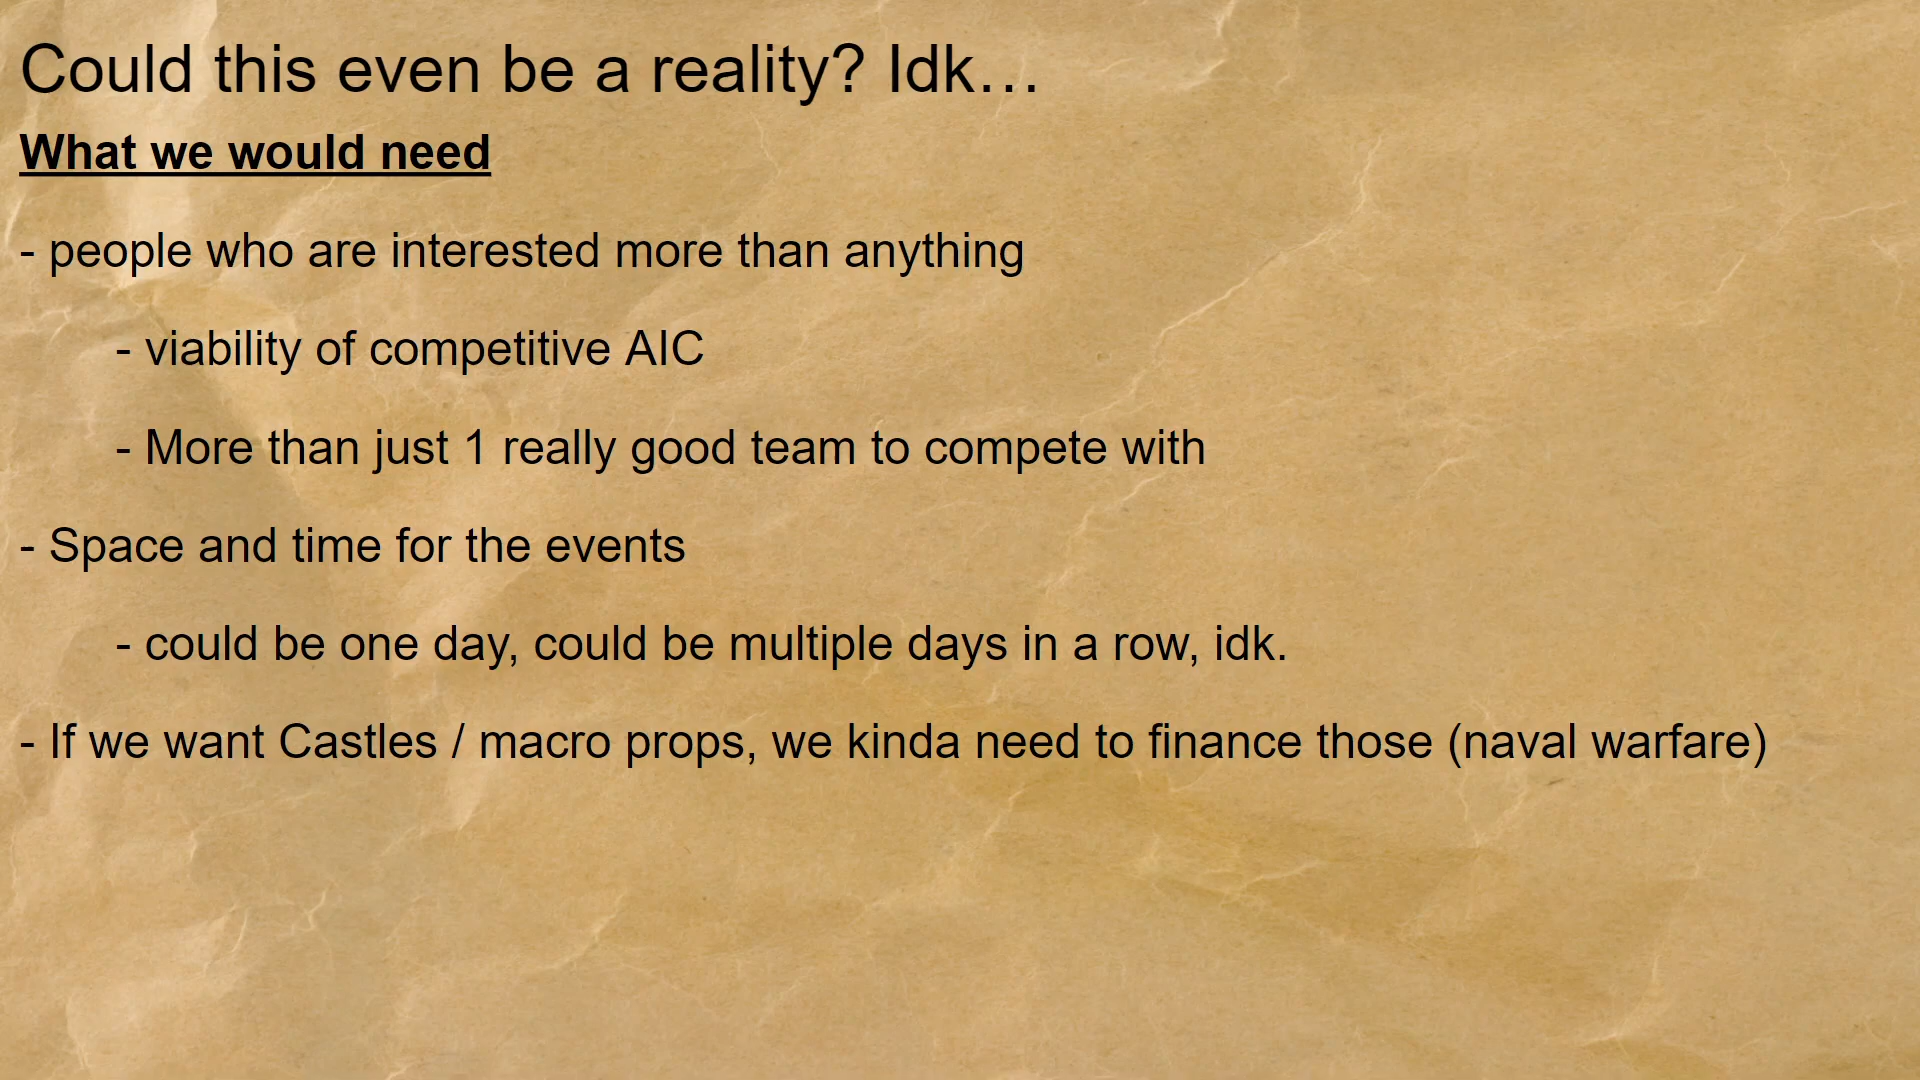 Could this even be a reality? Idk…
What we would need
- people who are interested more than anything
- viability of competitive AIC
- More than just 1 really good team to compete with
- Space and time for the events
- could be one day, could be multiple days in a row, idk.
- If we want Castles / macro props, we kinda need to finance those (naval warfare)